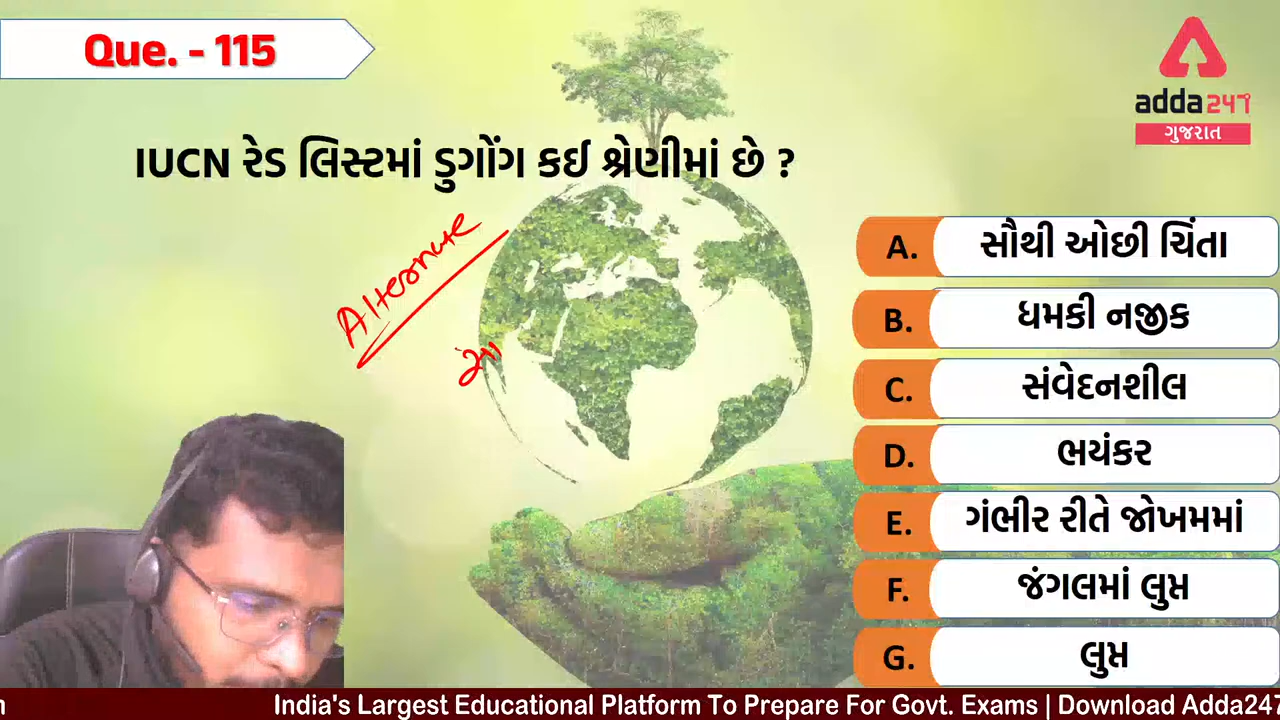 Que. - 115
adda247
ગુજરાત
IUCN રેડ લિસ્ટમાં ડુગોંગ કઈ શ્રેણીમાં છે ?
Alternate
A. સૌથી ઓછી ચિંતા
B. ધમકી નજીક
C. સંવેદનશીલ
D. ભયંકર
E. ગંભીર રીતે જોખમમાં
F. જંગલમાં લુપ્ત
G. લુપ્ત
India's Largest Educational Platform To Prepare For Govt. Exams | Download Adda247